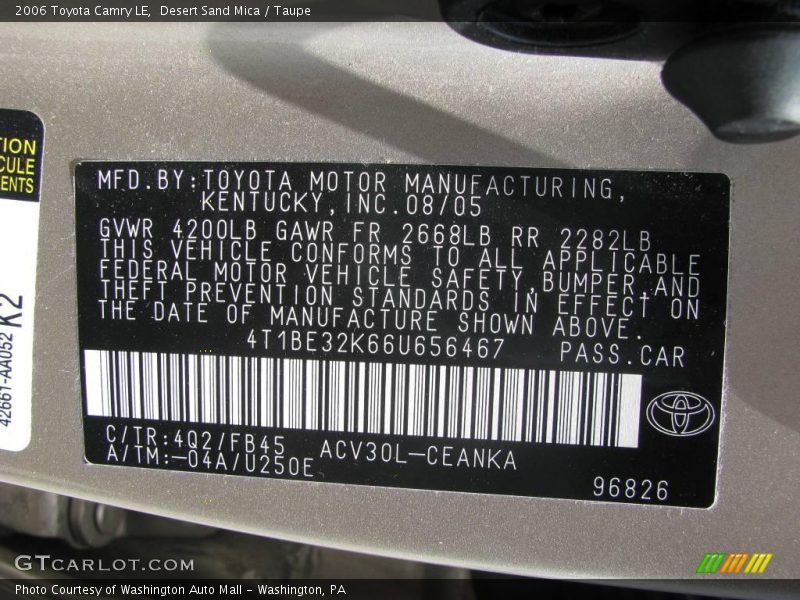 2006 Toyota Camry LE,  Desert Sand Mica / Taupe
TION
CULE
ENTS
42661-AA052 K2
MFD.BY:TOYOTA MOTOR MANUFACTURING,
KENTUCKY,INC.08/05
GVWR 4200LB GAWR FR 2668LB RR 2282LB
THIS VEHICLE CONFORMS TO ALL APPLICABLE
FEDERAL MOTOR VEHICLE SAFETY,BUMPER,AND
THEFT PREVENTION STANDARDS IN EFFECT ON
THE DATE OF MANUFACTURE SHOWN ABOVE.
4T1BE32K66U656467 PASS.CAR
C/TR:4Q2/FB45 ACV30L-CEANKA
A/TM:-04A/U250E
96826
GTCARLOT.COM
Photo Courtesy of Washington Auto Mall - Washington, PA